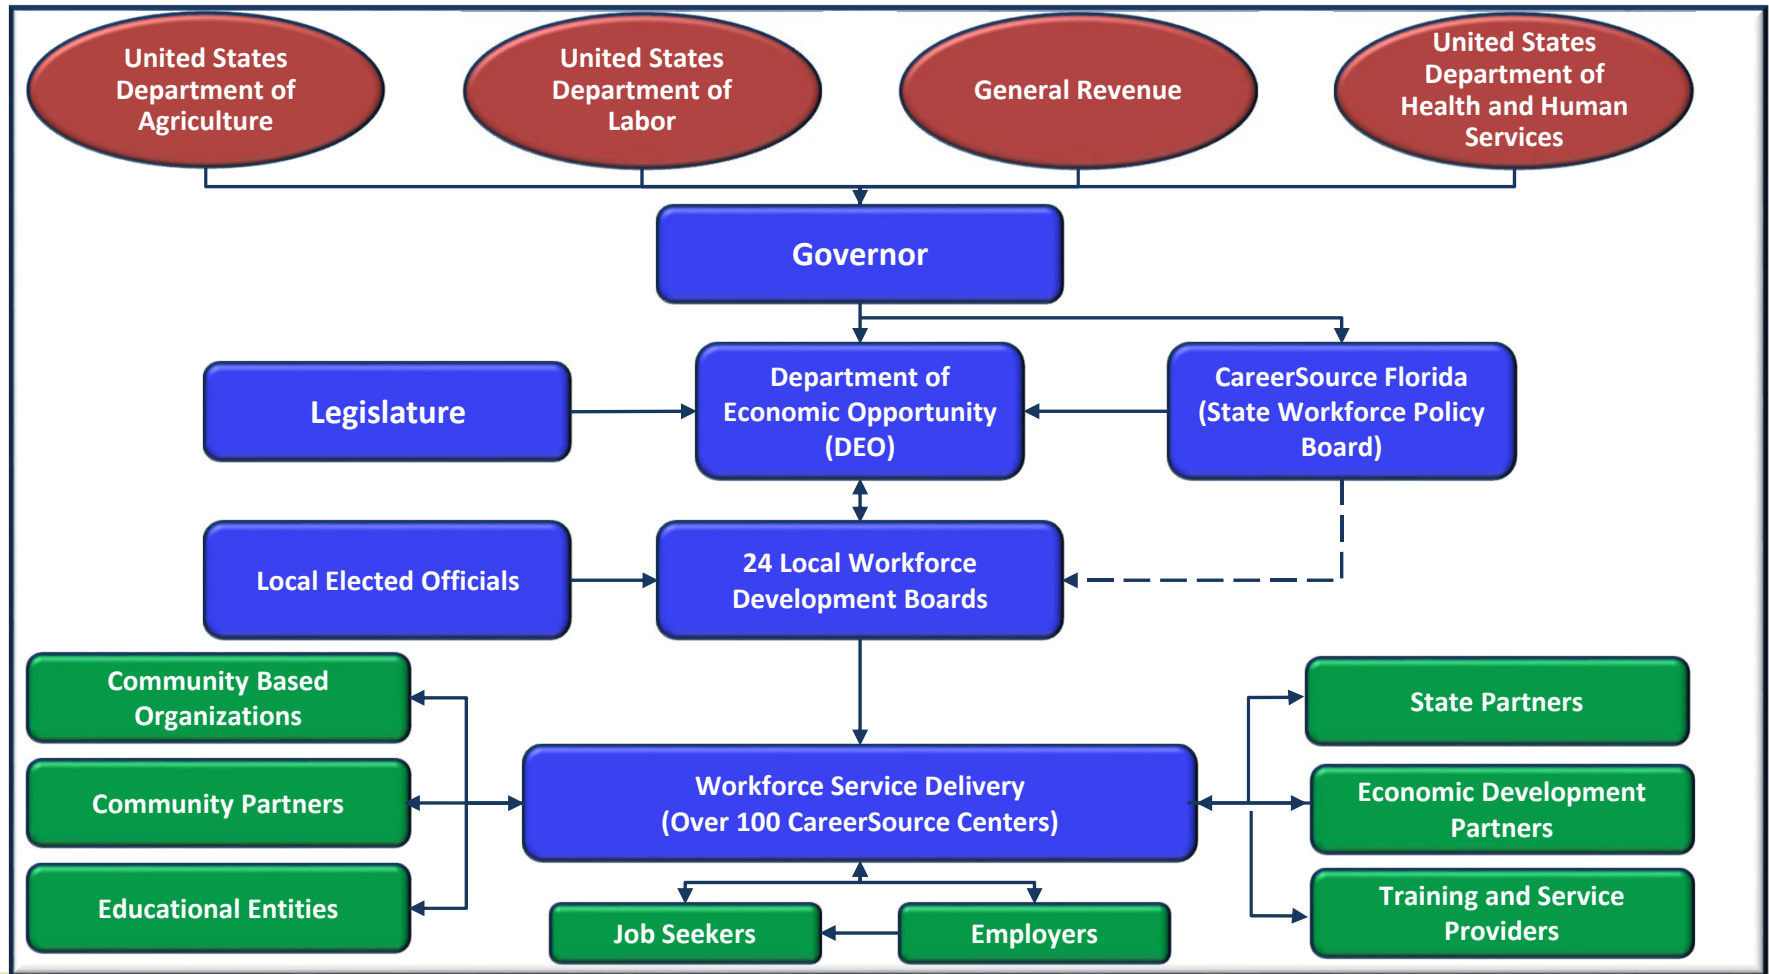 United States
Department of
Agriculture
United States
Department of
Labor
General Revenue
United States
Department of
Health and Human
Services
Governor
Legislature
Department of
Economic Opportunity
(DEO)
CareerSource Florida
(State Workforce Policy
Board)
Local Elected Officials
24 Local Workforce
Development Boards
Community Based
Organizations
State Partners
Community Partners
Workforce Service Delivery
(Over 100 CareerSource Centers)
Economic Development
Partners
Educational Entities
Job Seekers
Employers
Training and Service
Providers